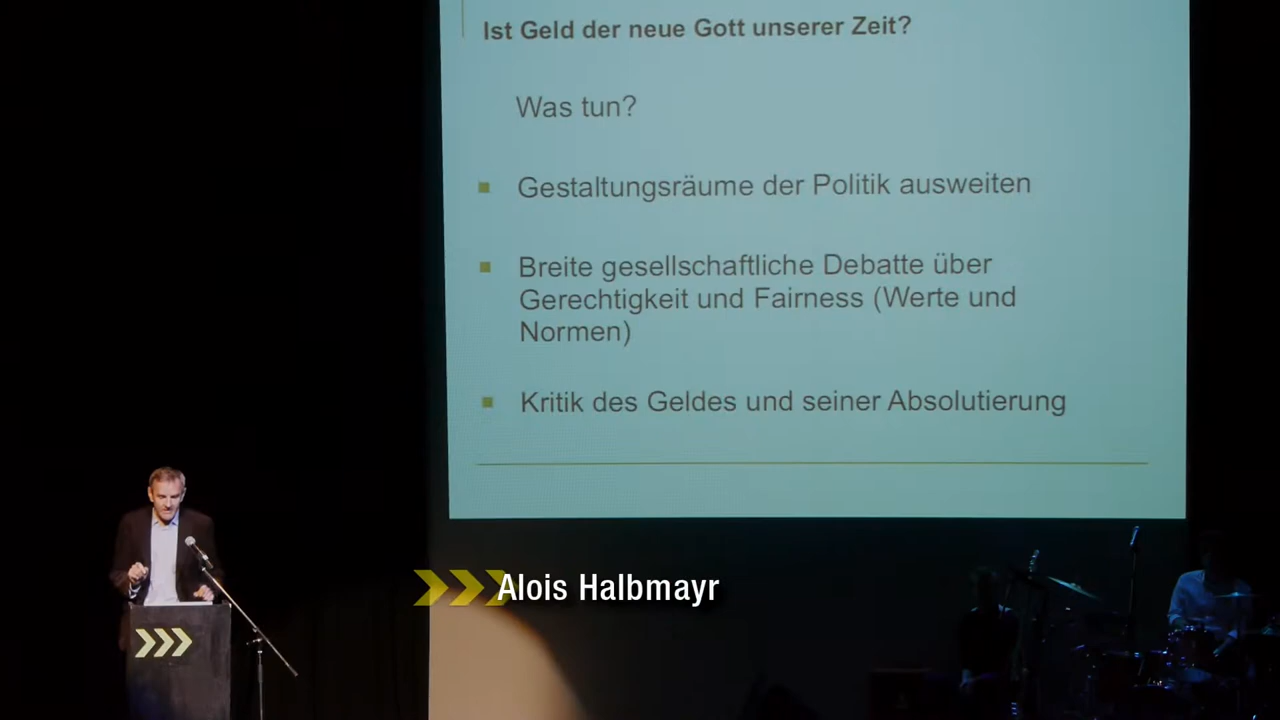 Ist Geld der neue Gott unserer Zeit?
Was tun?
Gestaltungsräume der Politik ausweiten
Breite gesellschaftliche Debatte über
Gerechtigkeit und Fairness (Werte und
Normen)
Kritik des Geldes und seiner Absolutierung
Alois Halbmayr